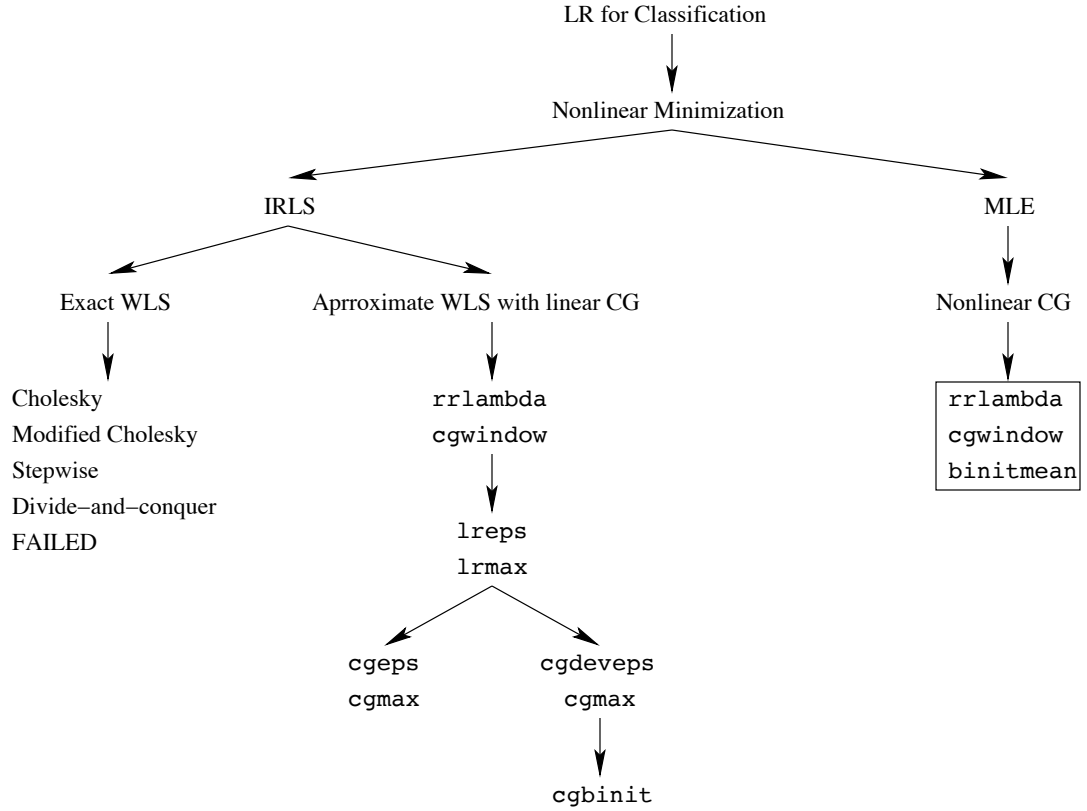 LR for Classification
Nonlinear Minimization
IRLS
MLE
Exact WLS
Aprroximate WLS with linear CG
Nonlinear CG
Cholesky
Modified Cholesky
Stepwise
Divide−and−conquer
FAILED
rrlambda
cgwindow
rrlambda
cgwindow
binitmean
lreps
lrmax
cgeps
cgmax
cgdeveps
cgmax
cgbinit